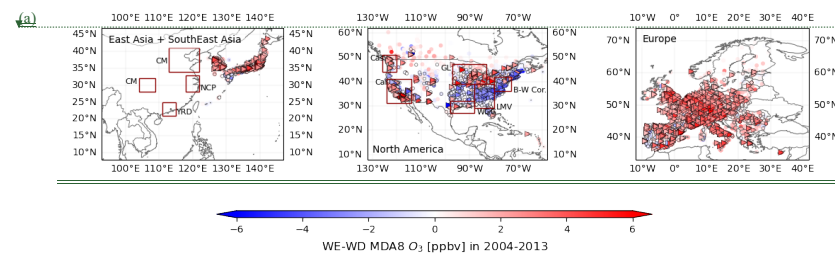 (a)
100°E 110°E 120°E 130°E 140°E
130°W 110°W 90°W 70°W
10°W 0° 10°E 20°E 30°E 40°E
45°N 40°N 35°N 30°N 25°N 20°N 15°N 10°N
East Asia + SouthEast Asia
CM
CM
NCP
YRD
45°N 40°N 35°N 30°N 25°N 20°N 15°N 10°N
100°E 110°E 120°E 130°E 140°E
60°N 50°N 40°N 30°N 20°N 10°N
GL
B-W Cor.
LMV
North America
60°N 50°N 40°N 30°N 20°N 10°N
130°W 110°W 90°W 70°W
70°N 60°N 50°N 40°N
Europe
70°N 60°N 50°N 40°N
10°W 0° 10°E 20°E 30°E 40°E
−6 −4 −2 0 2 4 6
WE-WD MDA8 O3 [ppbv] in 2004-2013